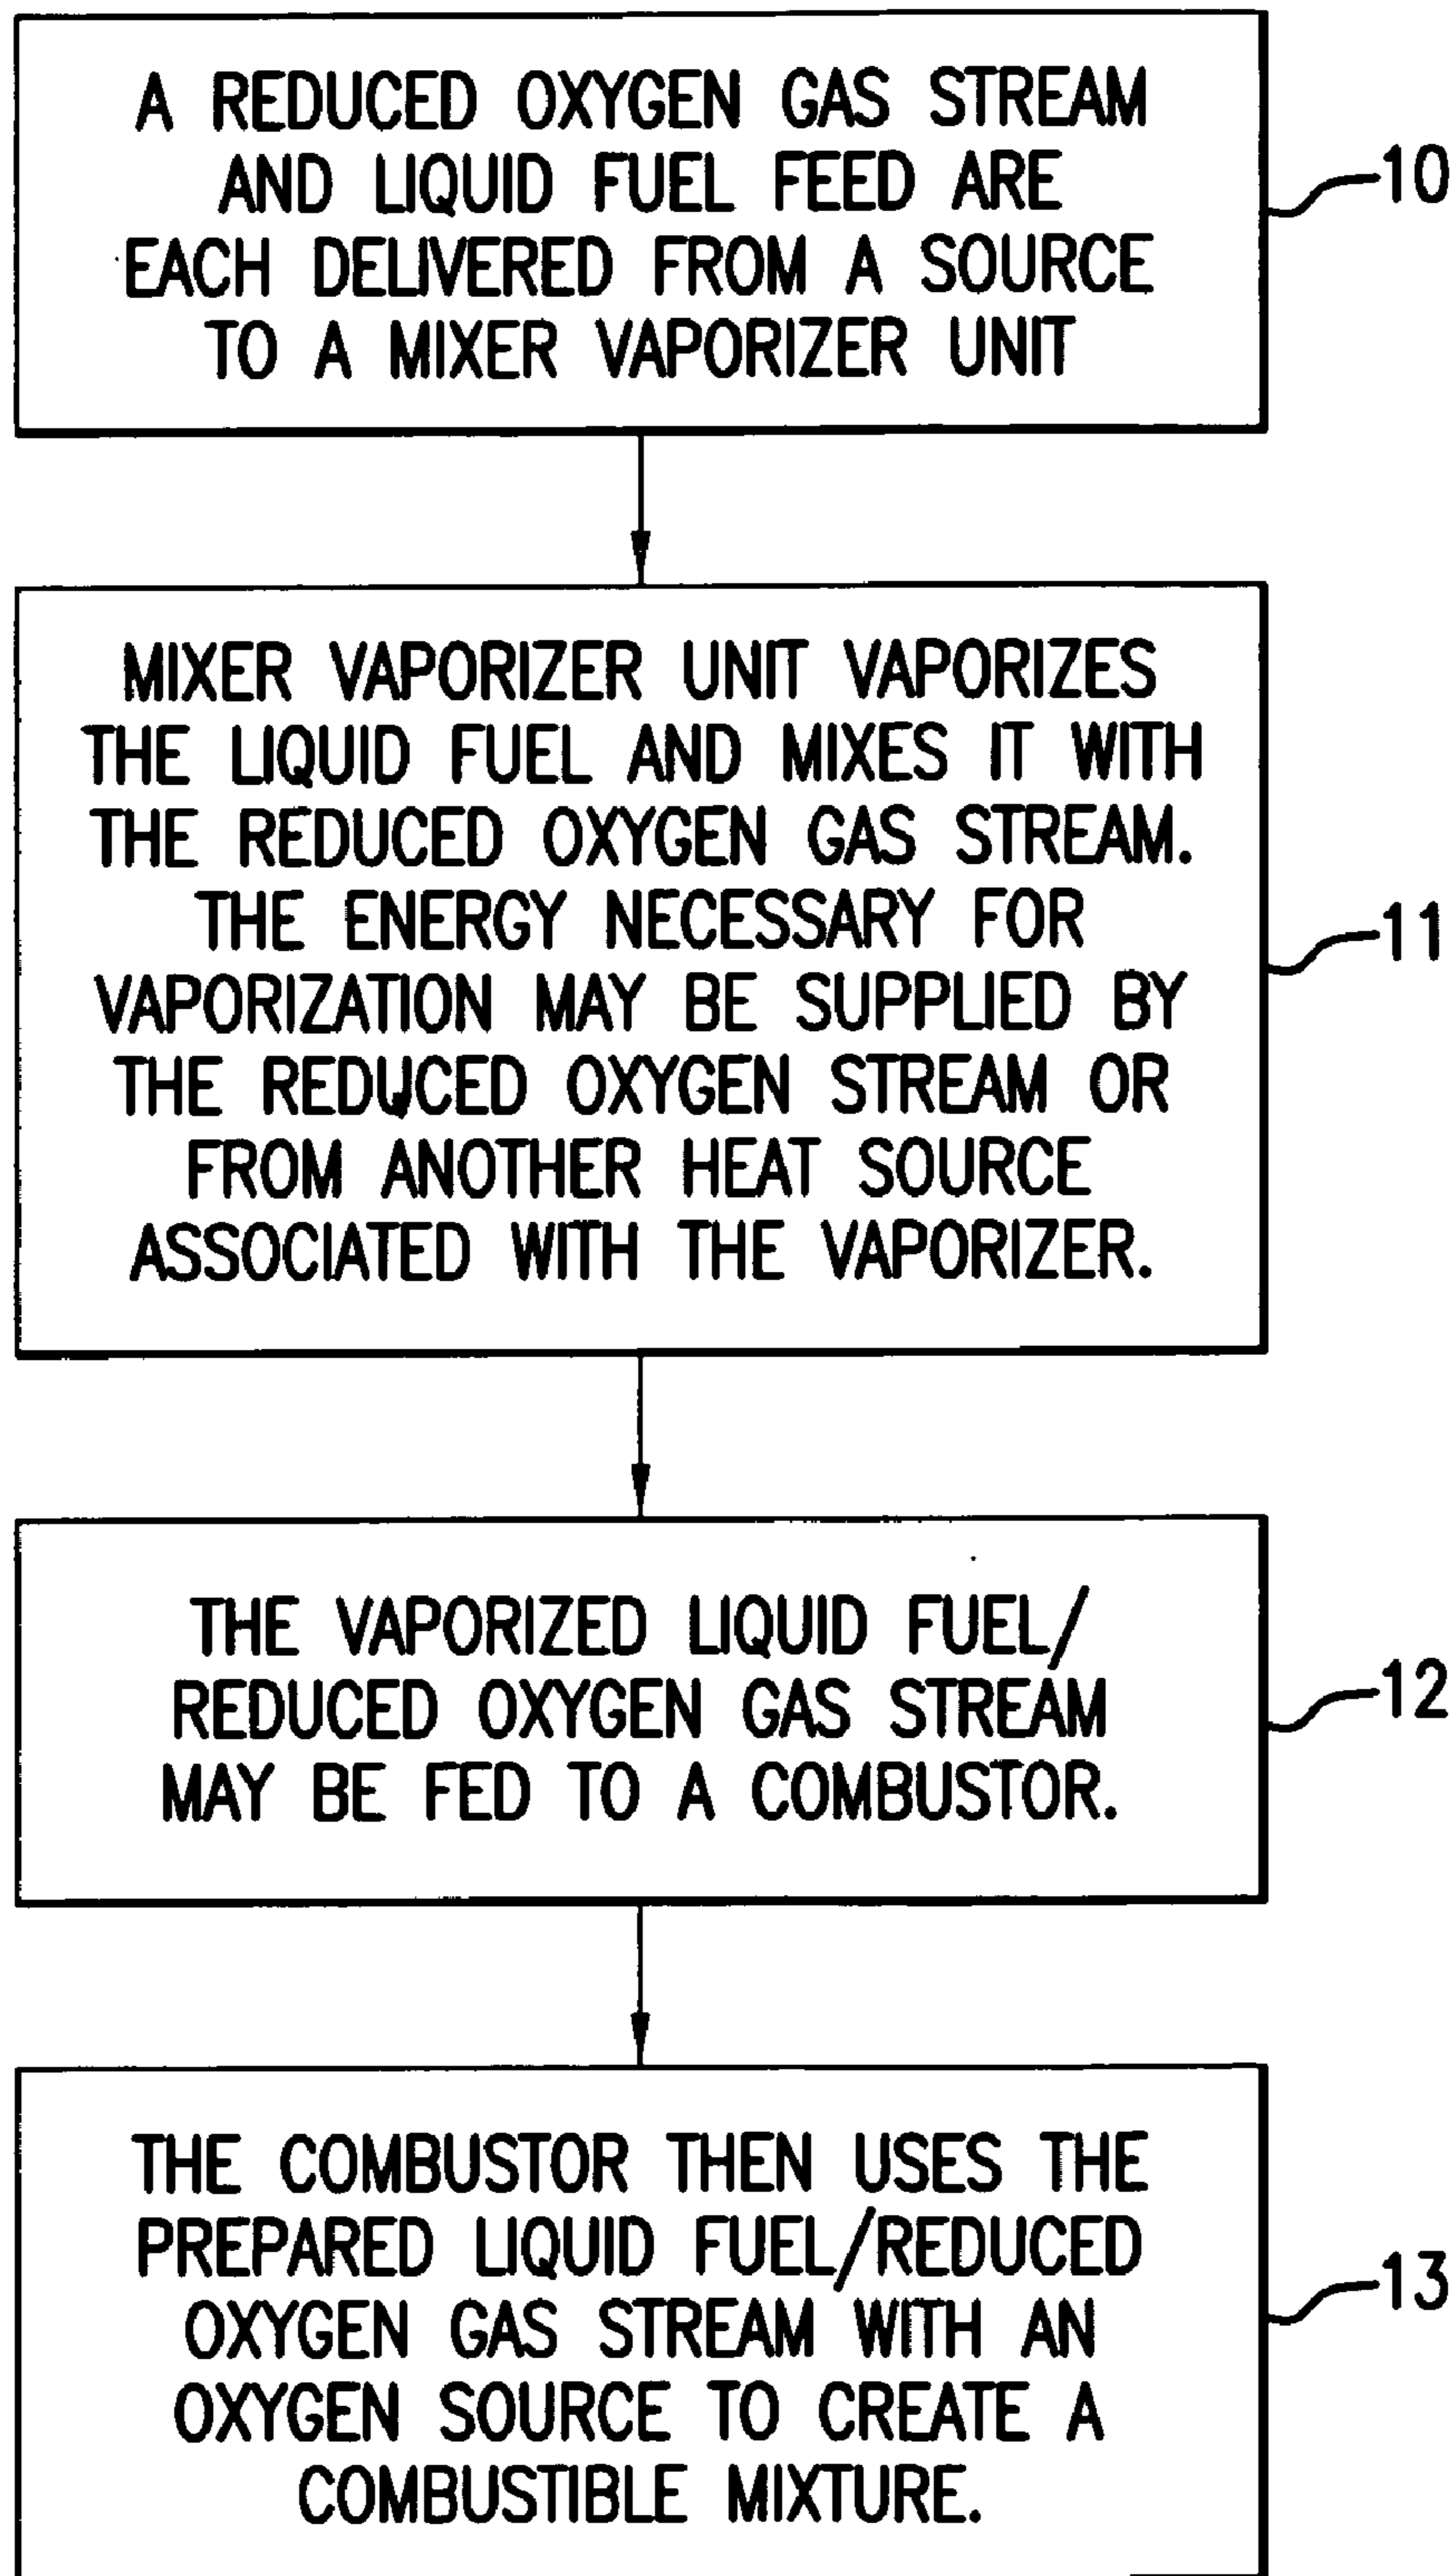 A REDUCED OXYGEN GAS STREAM
AND LIQUID FUEL FEED ARE
EACH DELIVERED FROM A SOURCE
TO A MIXER VAPORIZER UNIT
10
MIXER VAPORIZER UNIT VAPORIZES
THE LIQUID FUEL AND MIXES IT WITH
THE REDUCED OXYGEN GAS STREAM.
THE ENERGY NECESSARY FOR
VAPORIZATION MAY BE SUPPLIED BY
THE REDUCED OXYGEN STREAM OR
FROM ANOTHER HEAT SOURCE
ASSOCIATED WITH THE VAPORIZER.
11
THE VAPORIZED LIQUID FUEL/
REDUCED OXYGEN GAS STREAM
MAY BE FED TO A COMBUSTOR.
12
THE COMBUSTOR THEN USES THE
PREPARED LIQUID FUEL/REDUCED
OXYGEN GAS STREAM WITH AN
OXYGEN SOURCE TO CREATE A
COMBUSTIBLE MIXTURE.
13